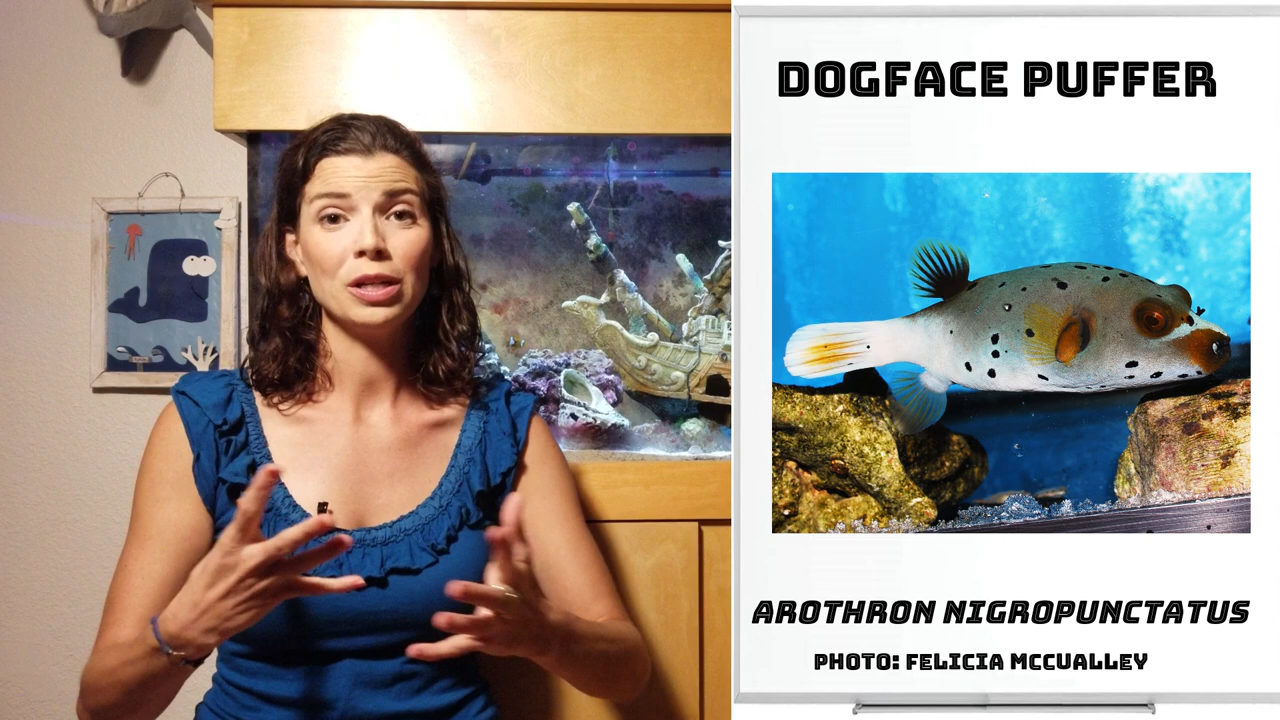 DOGFACE PUFFER
AROTHRON NIGROPUNCTATUS
PHOTO: FELICIA MCCUALLEY